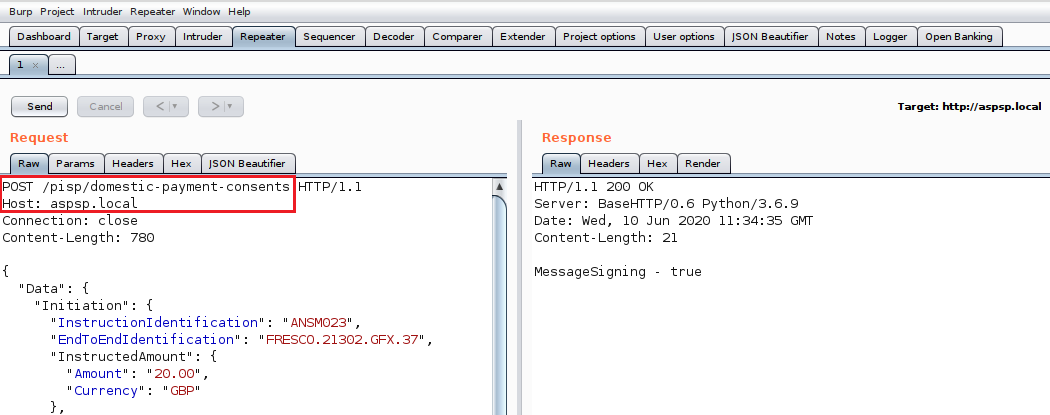 Burp Project Intruder Repeater Window Help
Dashboard Target Proxy Intruder Repeater Sequencer Decoder Comparer Extender Project options User options JSON Beautifier Notes Logger Open Banking
1 × ...
Send Cancel < ▾ > ▾ Target: http://aspsp.local
Request
Raw Params Headers Hex JSON Beautifier
POST /pisp/domestic-payment-consents HTTP/1.1
Host: aspsp.local
Connection: close
Content-Length: 780
{
"Data": {
"Initiation": {
"InstructionIdentification": "ANSM023",
"EndToEndIdentification": "FRESCO.21302.GFX.37",
"InstructedAmount": {
"Amount": "20.00",
"Currency": "GBP"
},
Response
Raw Headers Hex Render
HTTP/1.1 200 OK
Server: BaseHTTP/0.6 Python/3.6.9
Date: Wed, 10 Jun 2020 11:34:35 GMT
Content-Length: 21
MessageSigning - true